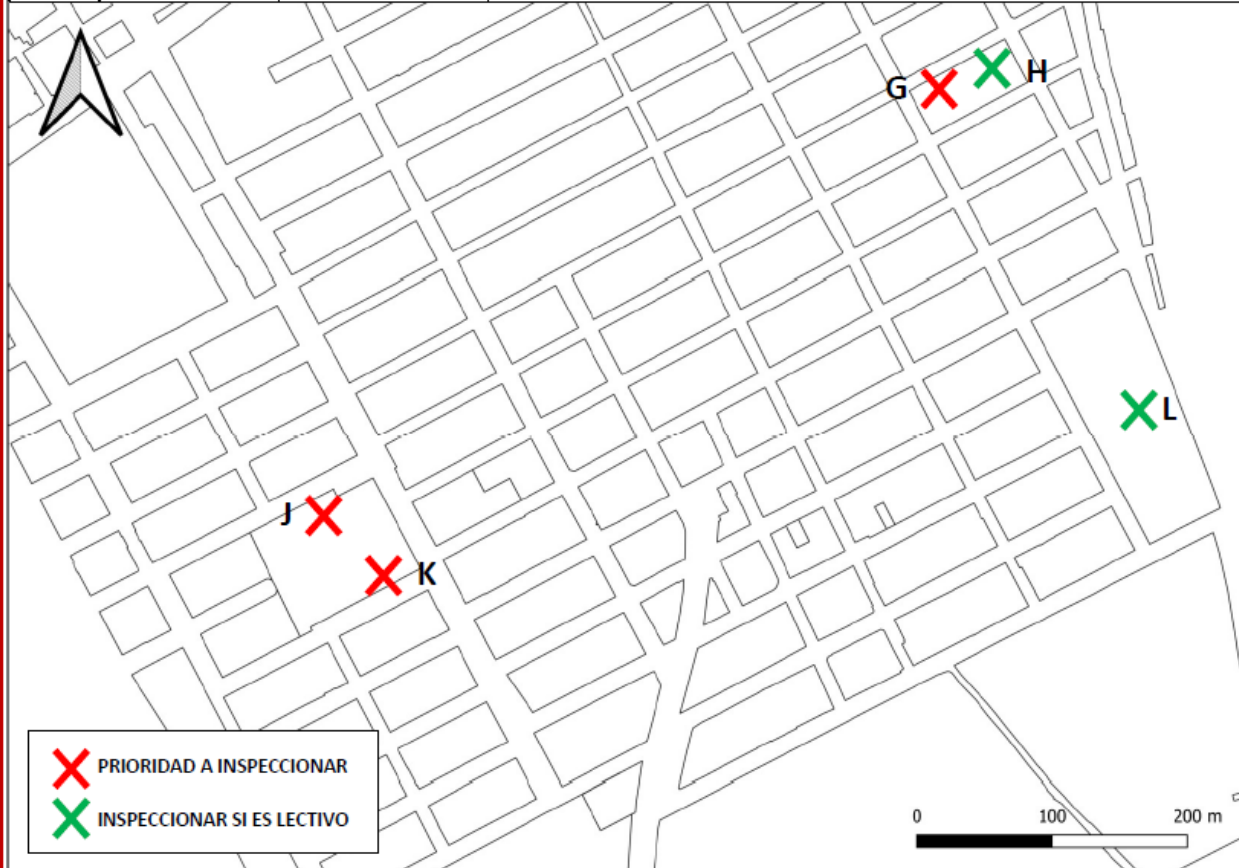 G
H
L
J
K
PRIORIDAD A INSPECCIONAR
INSPECCIONAR SI ES LECTIVO
0 100 200 m